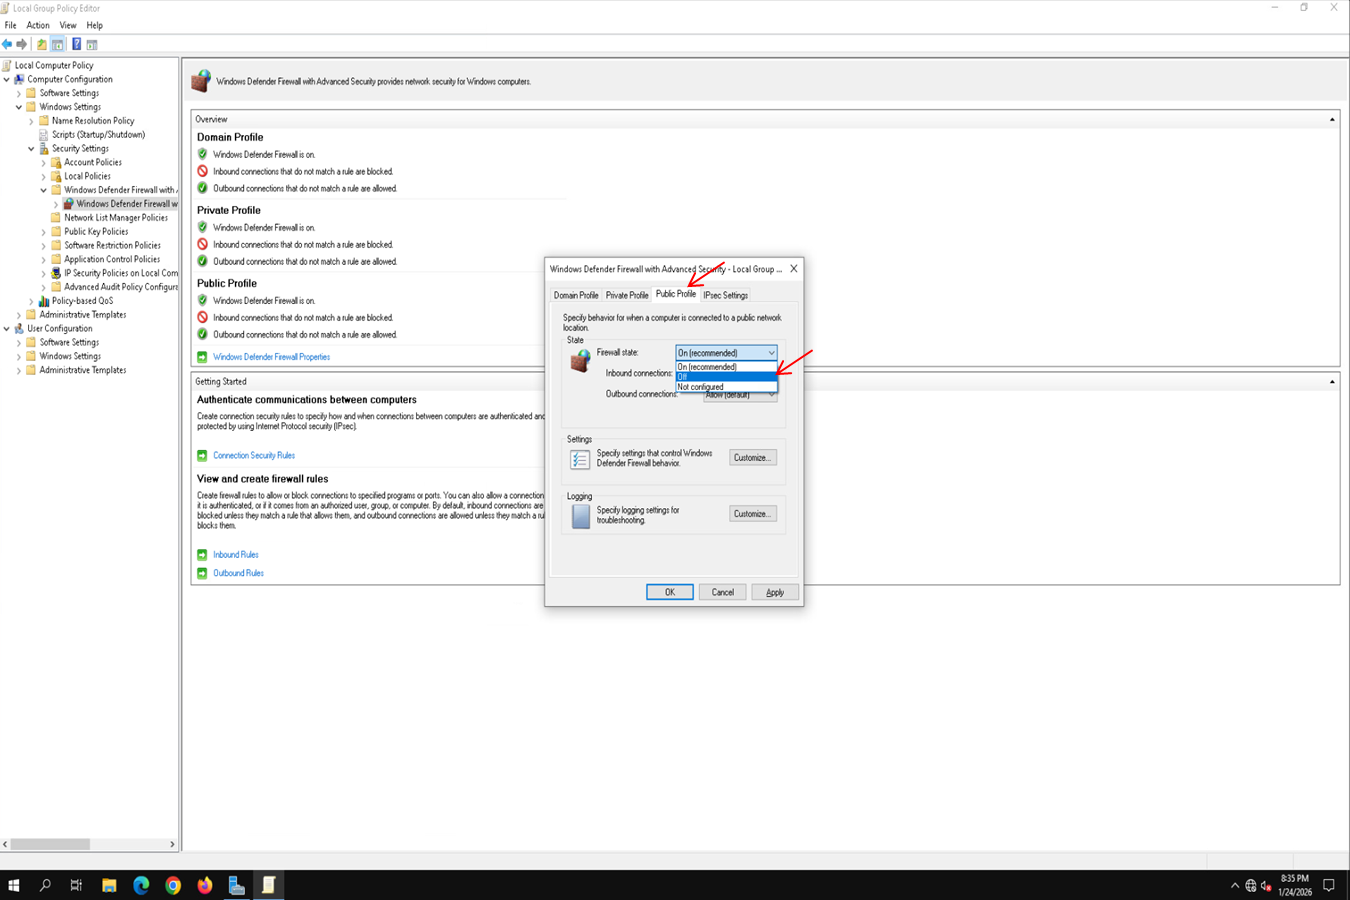 Local Group Policy Editor
File Action View Help
Local Computer Policy
Computer Configuration
Software Settings
Windows Settings
Name Resolution Policy
Scripts (Startup/Shutdown)
Security Settings
Account Policies
Local Policies
Windows Defender Firewall with
Windows Defender Firewall w
Network List Manager Policies
Public Key Policies
Software Restriction Policies
Application Control Policies
IP Security Policies on Local Com
Advanced Audit Policy Configura
Policy-based QoS
Administrative Templates
User Configuration
Software Settings
Windows Settings
Administrative Templates
Windows Defender Firewall with Advanced Security provides network security for Windows computers.
Overview
Domain Profile
Windows Defender Firewall is on.
Inbound connections that do not match a rule are blocked.
Outbound connections that do not match a rule are allowed.
Private Profile
Windows Defender Firewall is on.
Inbound connections that do not match a rule are blocked.
Outbound connections that do not match a rule are allowed.
Public Profile
Windows Defender Firewall is on.
Inbound connections that do not match a rule are blocked.
Outbound connections that do not match a rule are allowed.
Windows Defender Firewall Properties
Getting Started
Authenticate communications between computers
Create connection security rules to specify how and when connections between computers are authenticated and
protected by using Internet Protocol security (IPsec).
Connection Security Rules
View and create firewall rules
Create firewall rules to allow or block connections to specified programs or ports. You can also allow a connection
it is authenticated, or if it comes from an authorized user, group, or computer. By default, inbound connections are
blocked unless they match a rule that allows them, and outbound connections are allowed unless they match a rul
blocks them.
Inbound Rules
Outbound Rules
Windows Defender Firewall with Advanced Security - Local Group ...
Domain Profile Private Profile Public Profile IPsec Settings
Specify behavior for when a computer is connected to a public network
location.
State
Firewall state: On (recommended)
On (recommended)
Inbound connections: Off
Not configured
Outbound connections: Allow (default)
Settings
Specify settings that control Windows
Defender Firewall behavior.
Customize...
Logging
Specify logging settings for
troubleshooting.
Customize...
OK Cancel Apply
8:35 PM
1/24/2026